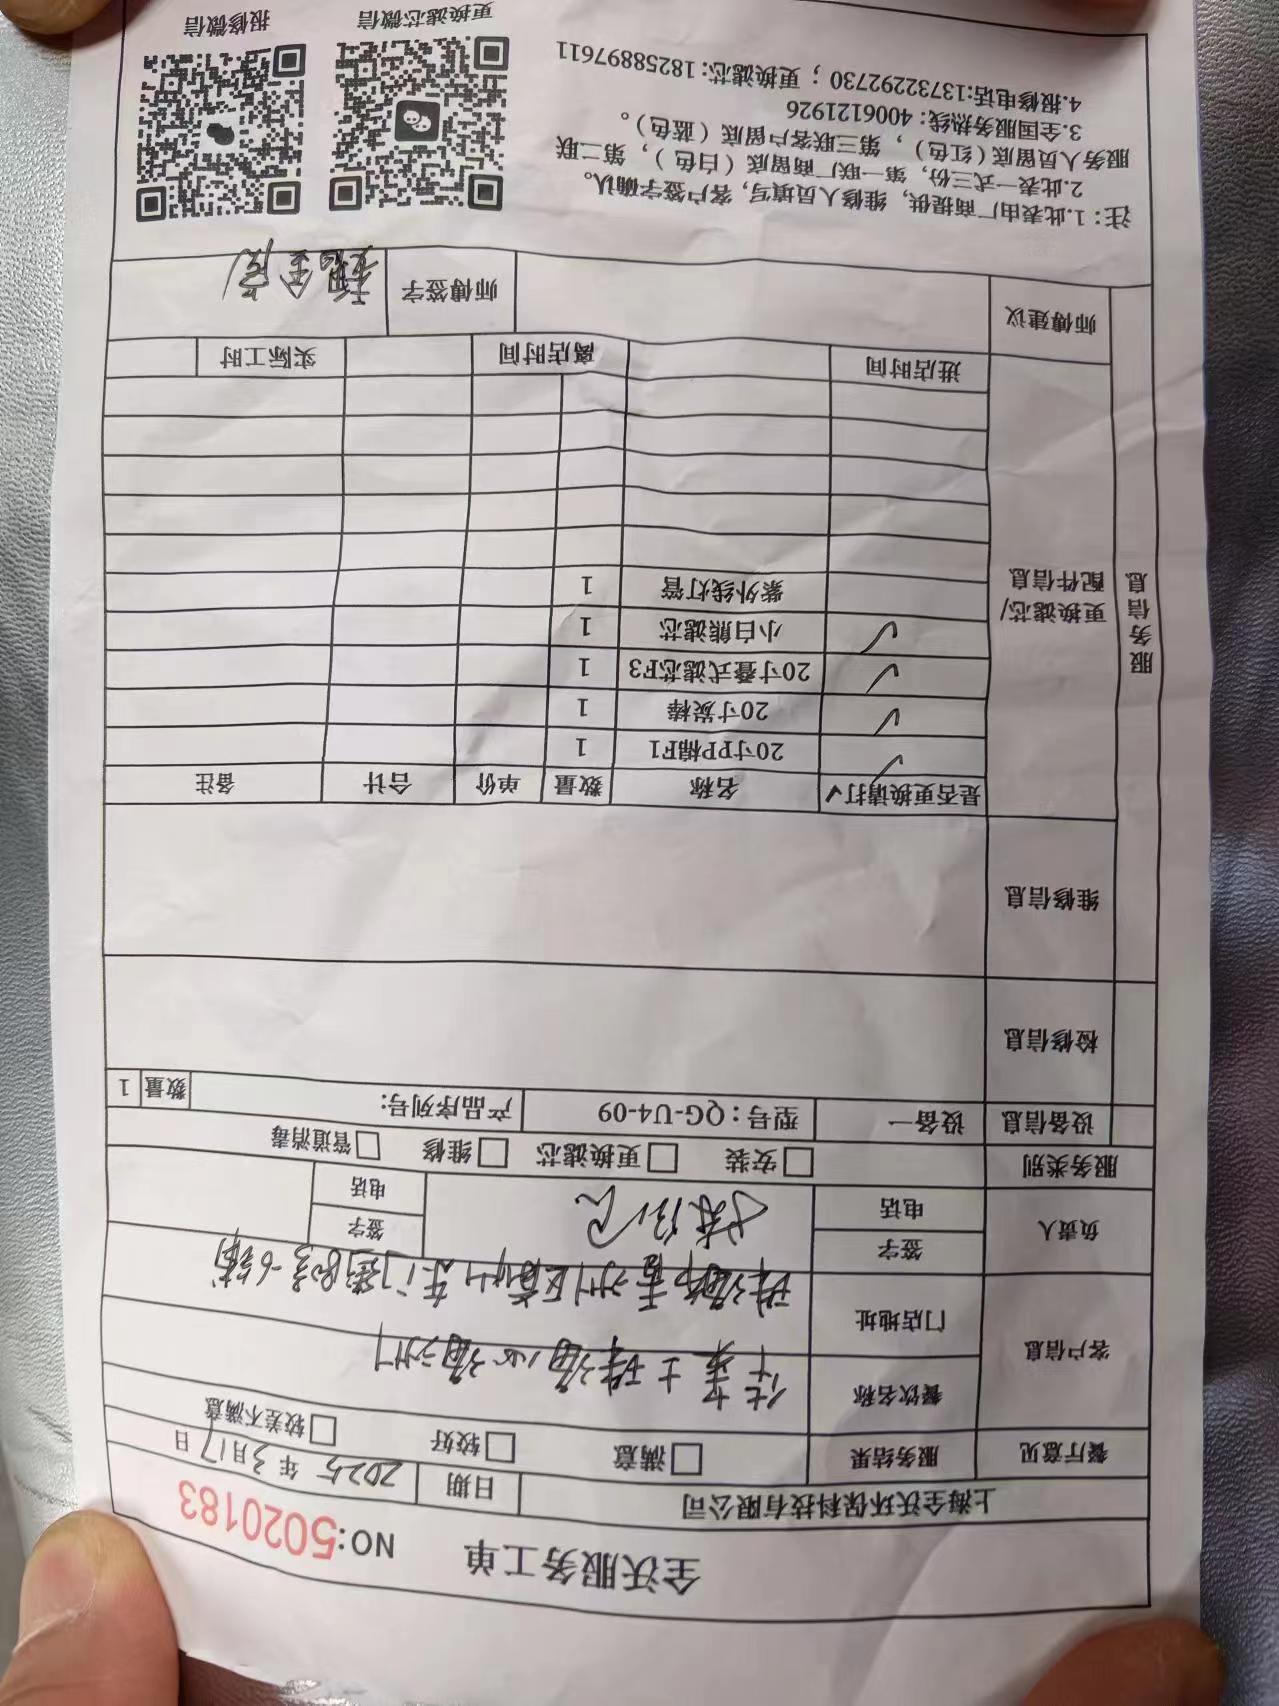 全沃服务工单 NO:5020183
上海全沃环保科技有限公司 日期 2025年3月17日
餐厅意见 服务结果 满意 较好 较差不满意
客户信息 餐饮名称
门店地址 珠海市香洲区
负责人 签字 签字
电话 电话
服务类别 安装 更换滤芯 维修 管道消毒
设备信息 设备一 型号:QG-U4-09 产品序列号: 数量 1
检修信息
服务信息
维修信息
更换滤芯/配件信息
是否更换请打✓ 名称 数量 单价 合计 备注
✓ 20寸PP棉F1 1
✓ 20寸炭棒 1
✓ 20寸叠式滤芯F3 1
✓ 小白熊滤芯 1
紫外线灯管 1
进店时间 离店时间 实际工时
师傅建议 师傅签字
注:1.此表由厂商提供,维修人员填写,客户签字确认。
2.此表一式三份,第一联厂商留底(白色),第二联
服务人员留底(红色),第三联客户留底(蓝色)。
3.全国服务热线:4006121926
4.报修电话:13732292730;更换滤芯:18258897611
更换滤芯微信 报修微信